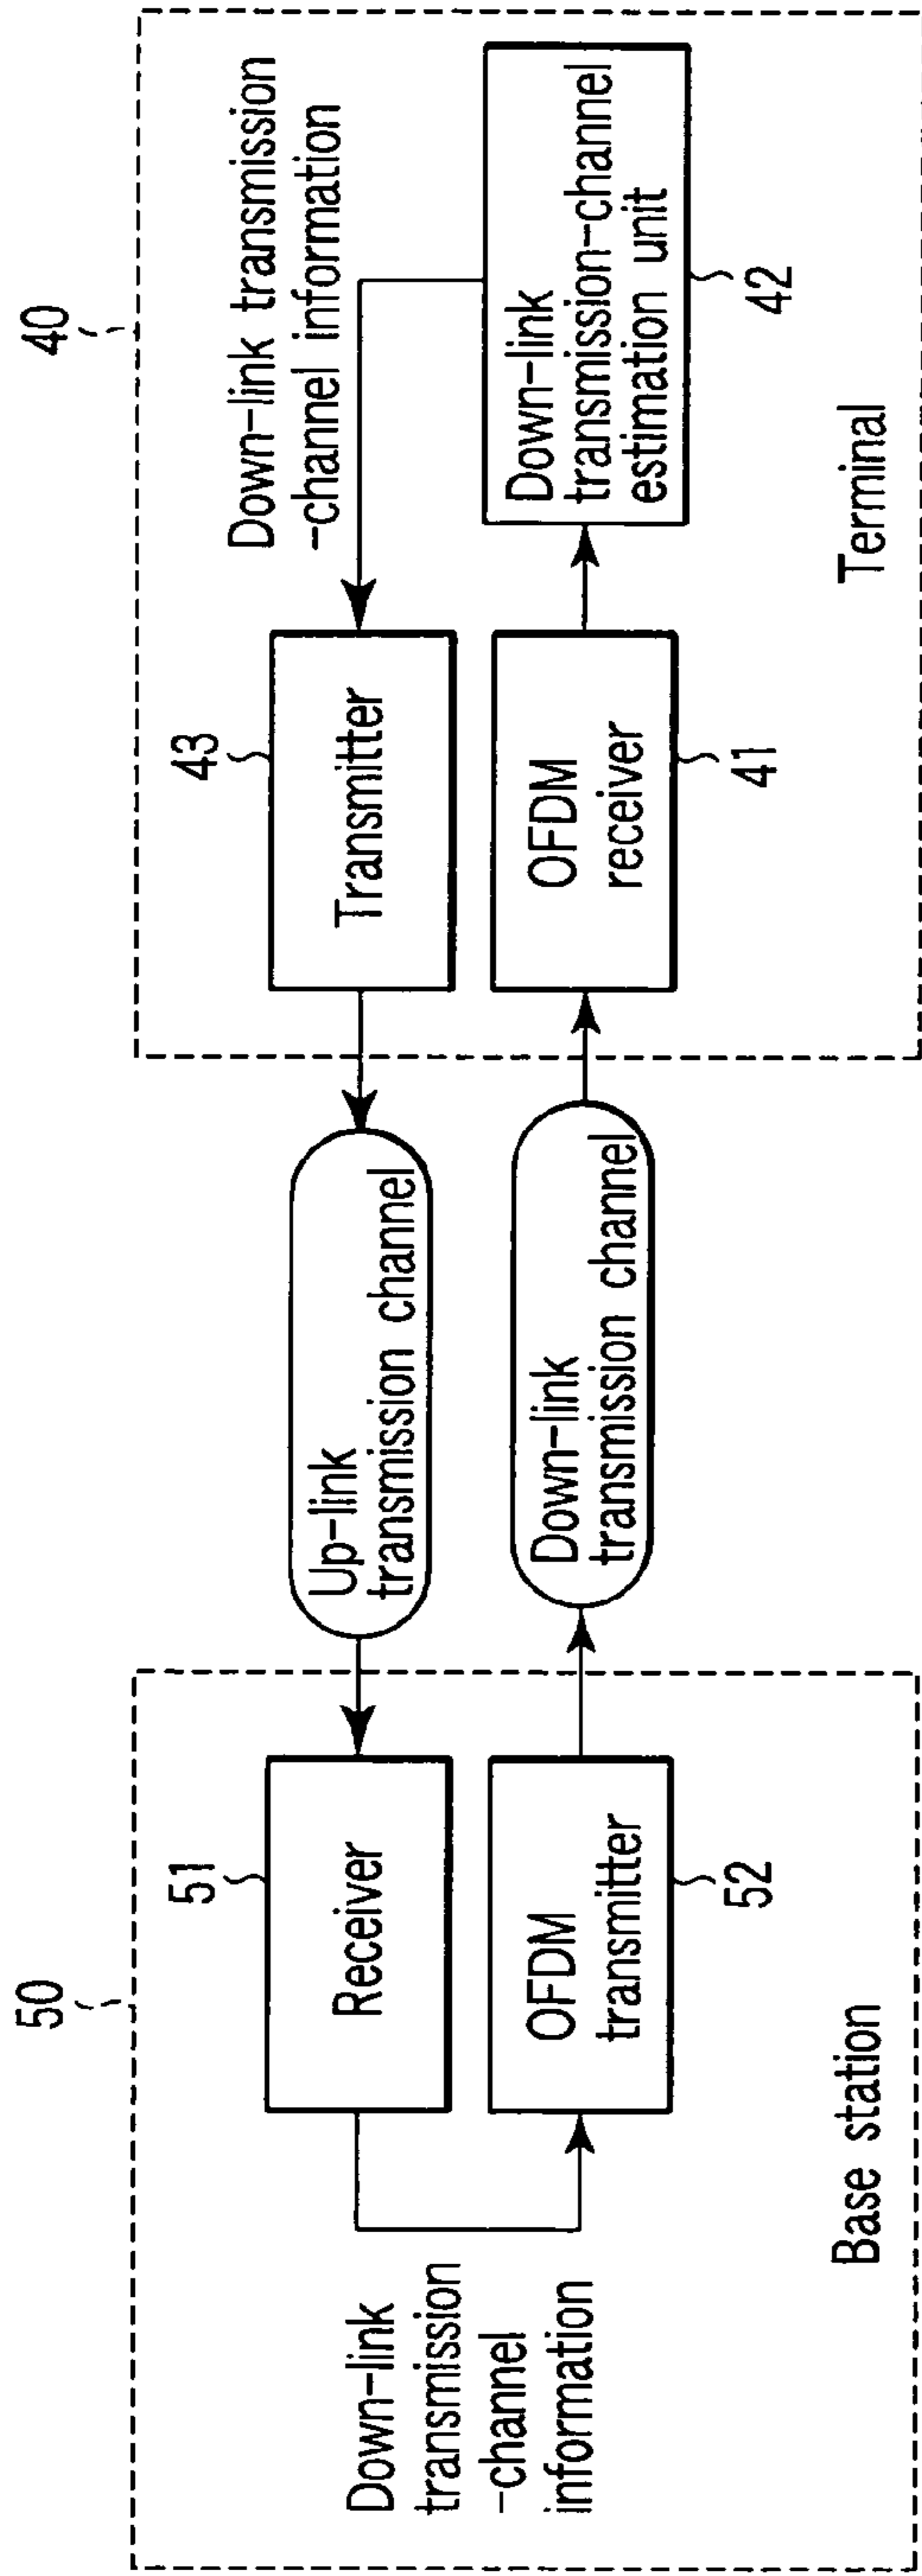 50
51
Receiver
Down-link
transmission
-channel
information
OFDM
transmitter
52
Base station
Up-link
transmission channel
Down-link
transmission channel
40
43
Transmitter
Down-link transmission
-channel information
OFDM
receiver
41
Down-link
transmission-channel
estimation unit
42
Terminal